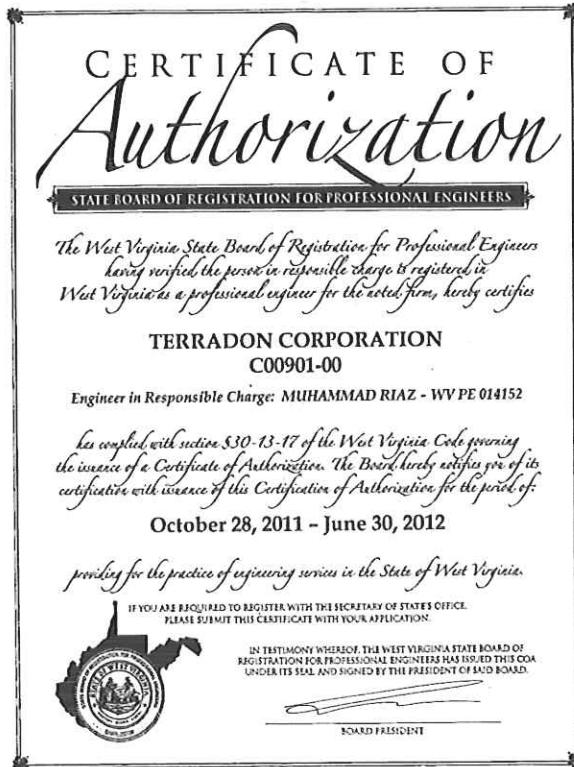 CERTIFICATE OF
Authorization
STATE BOARD OF REGISTRATION FOR PROFESSIONAL ENGINEERS
The West Virginia State Board of Registration for Professional Engineers
having verified the person in responsible charge is registered in
West Virginia as a professional engineer for the noted firm, hereby certifies
TERRADON CORPORATION
C00901-00
Engineer in Responsible Charge: MUHAMMAD RIAZ - WV PE 014152
has complied with section §30-13-17 of the West Virginia Code governing
the issuance of a Certificate of Authorization. The Board hereby notifies you of its
certification with issuance of this Certification of Authorization for the period of:
October 28, 2011 – June 30, 2012
providing for the practice of engineering services in the State of West Virginia.
IF YOU ARE REQUIRED TO REGISTER WITH THE SECRETARY OF STATE'S OFFICE,
PLEASE SUBMIT THIS CERTIFICATE WITH YOUR APPLICATION.
IN TESTIMONY WHEREOF, THE WEST VIRGINIA STATE BOARD OF
REGISTRATION FOR PROFESSIONAL ENGINEERS HAS ISSUED THIS COA
UNDER ITS SEAL AND SIGNED BY THE PRESIDENT OF SAID BOARD.
STATE OF WEST VIRGINIA
BOARD PRESIDENT